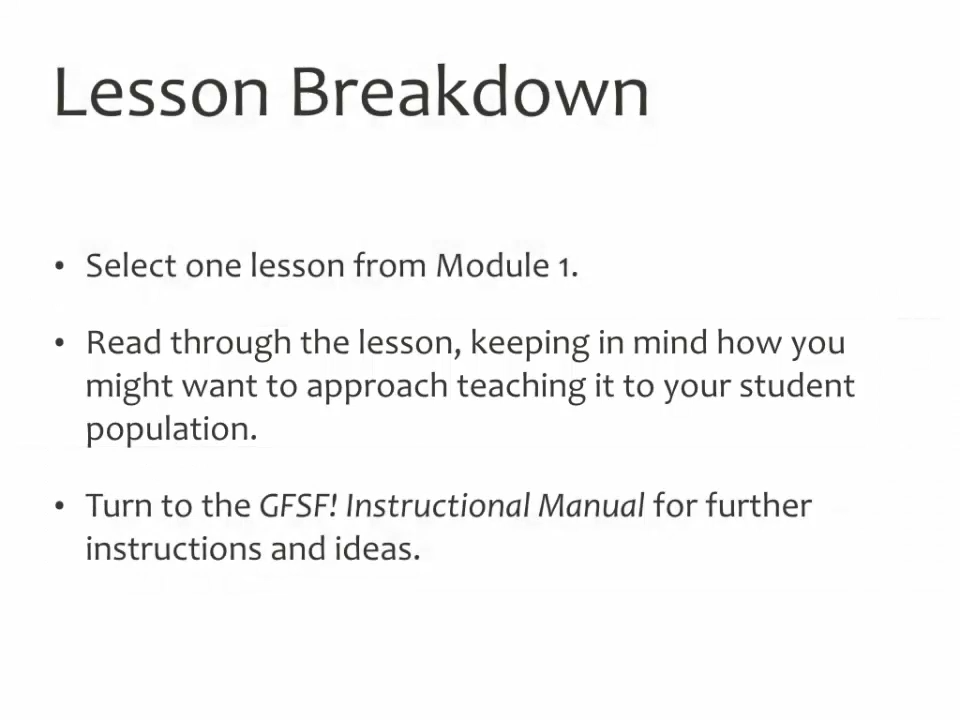 Lesson Breakdown
• Select one lesson from Module 1.
• Read through the lesson, keeping in mind how you
might want to approach teaching it to your student
population.
• Turn to the GFSF! Instructional Manual for further
instructions and ideas.